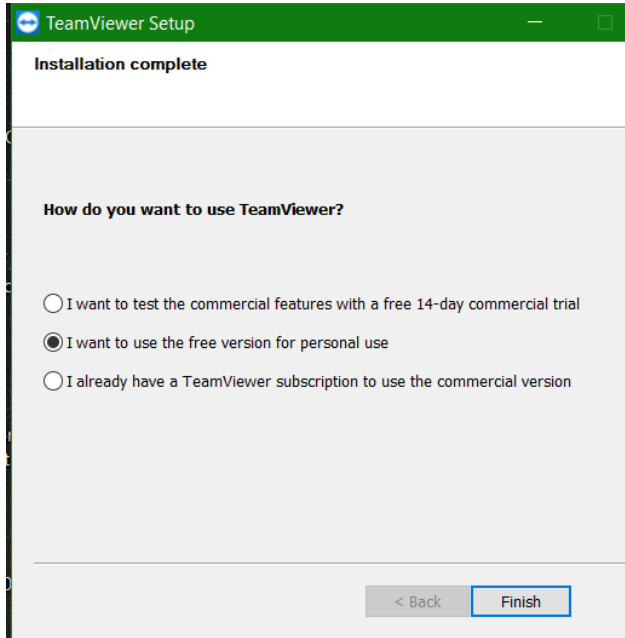 TeamViewer Setup
Installation complete
How do you want to use TeamViewer?
I want to test the commercial features with a free 14-day commercial trial
I want to use the free version for personal use
I already have a TeamViewer subscription to use the commercial version
< Back
Finish